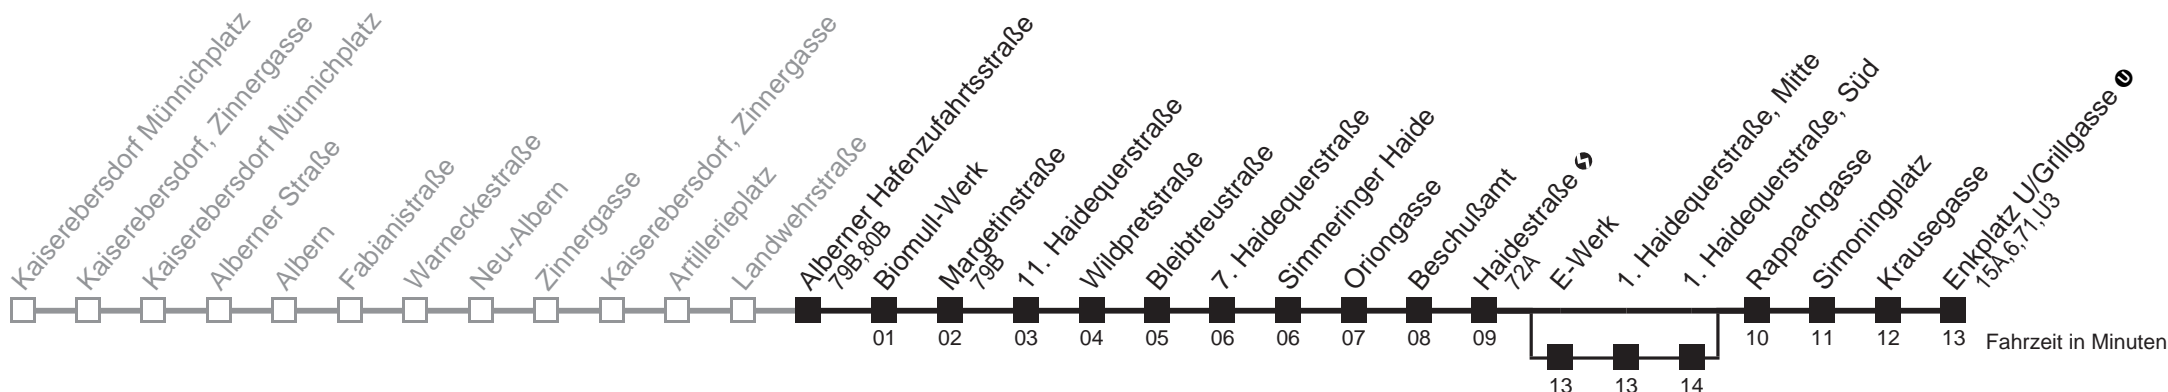 Kaiserebersdorf Münnichplatz
Kaiserebersdorf, Zinnergasse
Kaiserebersdorf Münnichplatz
Alberner Straße
Albern
Fabianistraße
Warneckestraße
Neu-Albern
Zinnergasse
Kaiserebersdorf, Zinnergasse
Artillerieplatz
Landwehrstraße
Alberner Hafenzufahrtsstraße
79B,80B
Biomull-Werk
Margetinstraße
79B
11. Haidequerstraße
Wildpretstraße
Bleibtreustraße
7. Haidequerstraße
Simmeringer Haide
Oriongasse
Beschußamt
Haidestraße
72A
E-Werk
1. Haidequerstraße, Mitte
1. Haidequerstraße, Süd
Rappachgasse
Simoningplatz
Krausegasse
Enkplatz U/Grillgasse U
15A,6,71,U3
01 02 03 04 05 06 06 07 08 09 10 11 12 13 Fahrzeit in Minuten
13 13 14